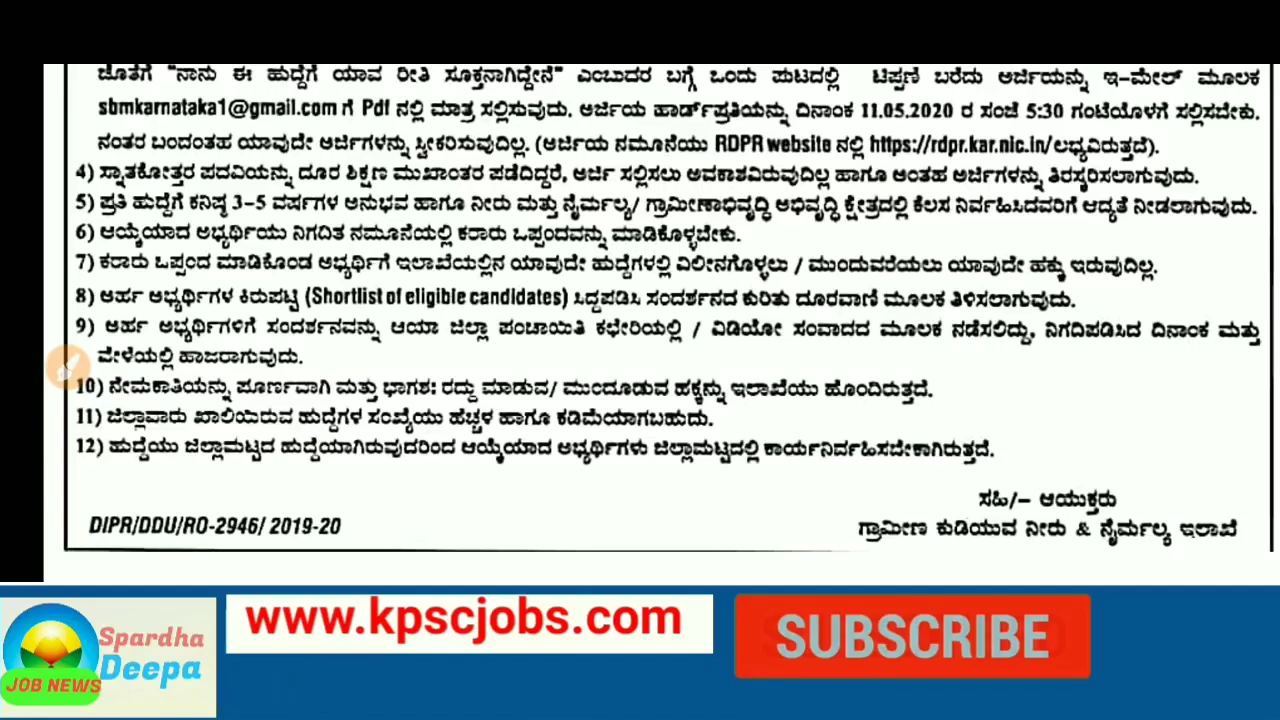 ಜೊತೆಗೆ "ನಾನು ಈ ಹುದ್ದೆಗೆ ಯಾವ ರೀತಿ ಸೂಕ್ತನಾಗಿದ್ದೇನೆ" ಎಂಬುದರ ಬಗ್ಗೆ ಒಂದು ಪುಟದಲ್ಲಿ ಟಿಪ್ಪಣಿ ಬರೆದು ಅರ್ಜಿಯನ್ನು ಇ-ಮೇಲ್ ಮೂಲಕ
sbmkarnataka1@gmail.com ಗೆ Pdf ನಲ್ಲಿ ಮಾತ್ರ ಸಲ್ಲಿಸುವುದು. ಅರ್ಜಿಯ ಹಾರ್ಡ್‌ಪ್ರತಿಯನ್ನು ದಿನಾಂಕ 11.05.2020 ರ ಸಂಜೆ 5:30 ಗಂಟೆಯೊಳಗೆ ಸಲ್ಲಿಸಬೇಕು.
ನಂತರ ಬಂದಂತಹ ಯಾವುದೇ ಅರ್ಜಿಗಳನ್ನು ಸ್ವೀಕರಿಸುವುದಿಲ್ಲ. (ಅರ್ಜಿಯ ನಮೂನೆಯು RDPR website ನಲ್ಲಿ https://rdpr.kar.nic.in/ ಲಭ್ಯವಿರುತ್ತದೆ).
4) ಸ್ನಾತಕೋತ್ತರ ಪದವಿಯನ್ನು ದೂರ ಶಿಕ್ಷಣ ಮುಖಾಂತರ ಪಡೆದಿದ್ದರೆ, ಅರ್ಜಿ ಸಲ್ಲಿಸಲು ಅವಕಾಶವಿರುವುದಿಲ್ಲ ಹಾಗೂ ಅಂತಹ ಅರ್ಜಿಗಳನ್ನು ತಿರಸ್ಕರಿಸಲಾಗುವುದು.
5) ಪ್ರತಿ ಹುದ್ದೆಗೆ ಕನಿಷ್ಠ 3-5 ವರ್ಷಗಳ ಅನುಭವ ಹಾಗೂ ನೀರು ಮತ್ತು ನೈರ್ಮಲ್ಯ/ ಗ್ರಾಮೀಣಾಭಿವೃದ್ಧಿ ಅಭಿವೃದ್ಧಿ ಕ್ಷೇತ್ರದಲ್ಲಿ ಕೆಲಸ ನಿರ್ವಹಿಸಿದವರಿಗೆ ಆದ್ಯತೆ ನೀಡಲಾಗುವುದು.
6) ಆಯ್ಕೆಯಾದ ಅಭ್ಯರ್ಥಿಯು ನಿಗದಿತ ನಮೂನೆಯಲ್ಲಿ ಕರಾರು ಒಪ್ಪಂದವನ್ನು ಮಾಡಿಕೊಳ್ಳಬೇಕು.
7) ಕರಾರು ಒಪ್ಪಂದ ಮಾಡಿಕೊಂಡ ಅಭ್ಯರ್ಥಿಗೆ ಇಲಾಖೆಯಲ್ಲಿನ ಯಾವುದೇ ಹುದ್ದೆಗಳಲ್ಲಿ ವಿಲೀನಗೊಳ್ಳಲು / ಮುಂದುವರೆಯಲು ಯಾವುದೇ ಹಕ್ಕು ಇರುವುದಿಲ್ಲ.
8) ಅರ್ಹ ಅಭ್ಯರ್ಥಿಗಳ ಕಿರುಪಟ್ಟಿ (Shortlist of eligible candidates) ಸಿದ್ದಪಡಿಸಿ ಸಂದರ್ಶನದ ಕುರಿತು ದೂರವಾಣಿ ಮೂಲಕ ತಿಳಿಸಲಾಗುವುದು.
9) ಅರ್ಹ ಅಭ್ಯರ್ಥಿಗಳಿಗೆ ಸಂದರ್ಶನವನ್ನು ಆಯಾ ಜಿಲ್ಲಾ ಪಂಚಾಯಿತಿ ಕಛೇರಿಯಲ್ಲಿ / ವಿಡಿಯೋ ಸಂವಾದದ ಮೂಲಕ ನಡೆಸಲಿದ್ದು, ನಿಗದಿಪಡಿಸಿದ ದಿನಾಂಕ ಮತ್ತು
ವೇಳೆಯಲ್ಲಿ ಹಾಜರಾಗುವುದು.
10) ನೇಮಕಾತಿಯನ್ನು ಪೂರ್ಣವಾಗಿ ಮತ್ತು ಭಾಗಶಃ ರದ್ದು ಮಾಡುವ/ ಮುಂದೂಡುವ ಹಕ್ಕನ್ನು ಇಲಾಖೆಯು ಹೊಂದಿರುತ್ತದೆ.
11) ಜಿಲ್ಲಾವಾರು ಖಾಲಿಯಿರುವ ಹುದ್ದೆಗಳ ಸಂಖ್ಯೆಯು ಹೆಚ್ಚಳ ಹಾಗೂ ಕಡಿಮೆಯಾಗಬಹುದು.
12) ಹುದ್ದೆಯು ಜಿಲ್ಲಾಮಟ್ಟದ ಹುದ್ದೆಯಾಗಿರುವುದರಿಂದ ಆಯ್ಕೆಯಾದ ಅಭ್ಯರ್ಥಿಗಳು ಜಿಲ್ಲಾಮಟ್ಟದಲ್ಲಿ ಕಾರ್ಯನಿರ್ವಹಿಸಬೇಕಾಗಿರುತ್ತದೆ.
ಸಹಿ/- ಆಯುಕ್ತರು
DIPR/DDU/RO-2946/ 2019-20
ಗ್ರಾಮೀಣ ಕುಡಿಯುವ ನೀರು & ನೈರ್ಮಲ್ಯ ಇಲಾಖೆ
www.kpscjobs.com
SUBSCRIBE
Spardha
Deepa
JOB NEWS